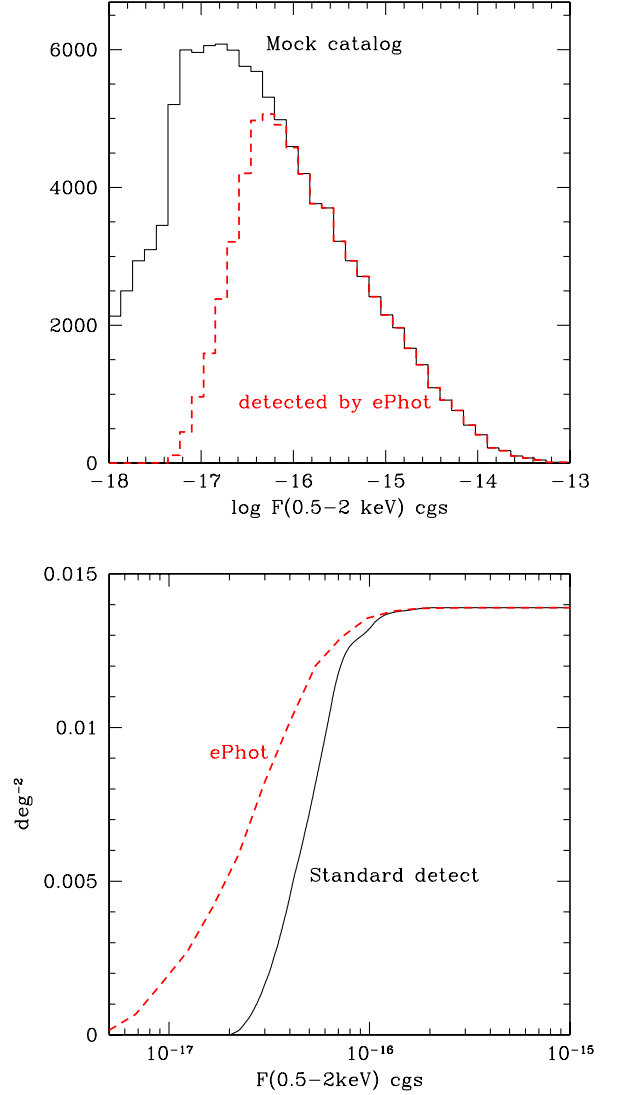 6000
Mock catalog
4000
2000
detected by ePhot
0
−18 −17 −16 −15 −14 −13
log F(0.5−2 keV) cgs
0.015
0.01
ePhot
deg⁻²
0.005
Standard detect
0
10⁻¹⁷ 10⁻¹⁶ 10⁻¹⁵
F(0.5−2keV) cgs